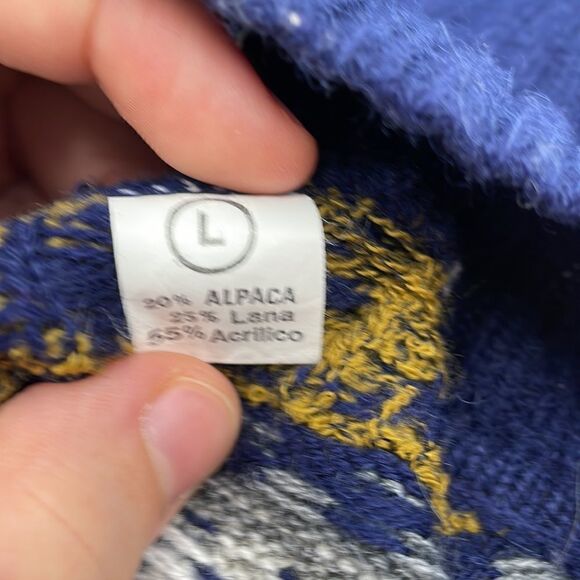 L
20% ALPACA
25% Lana
55% Acrilico